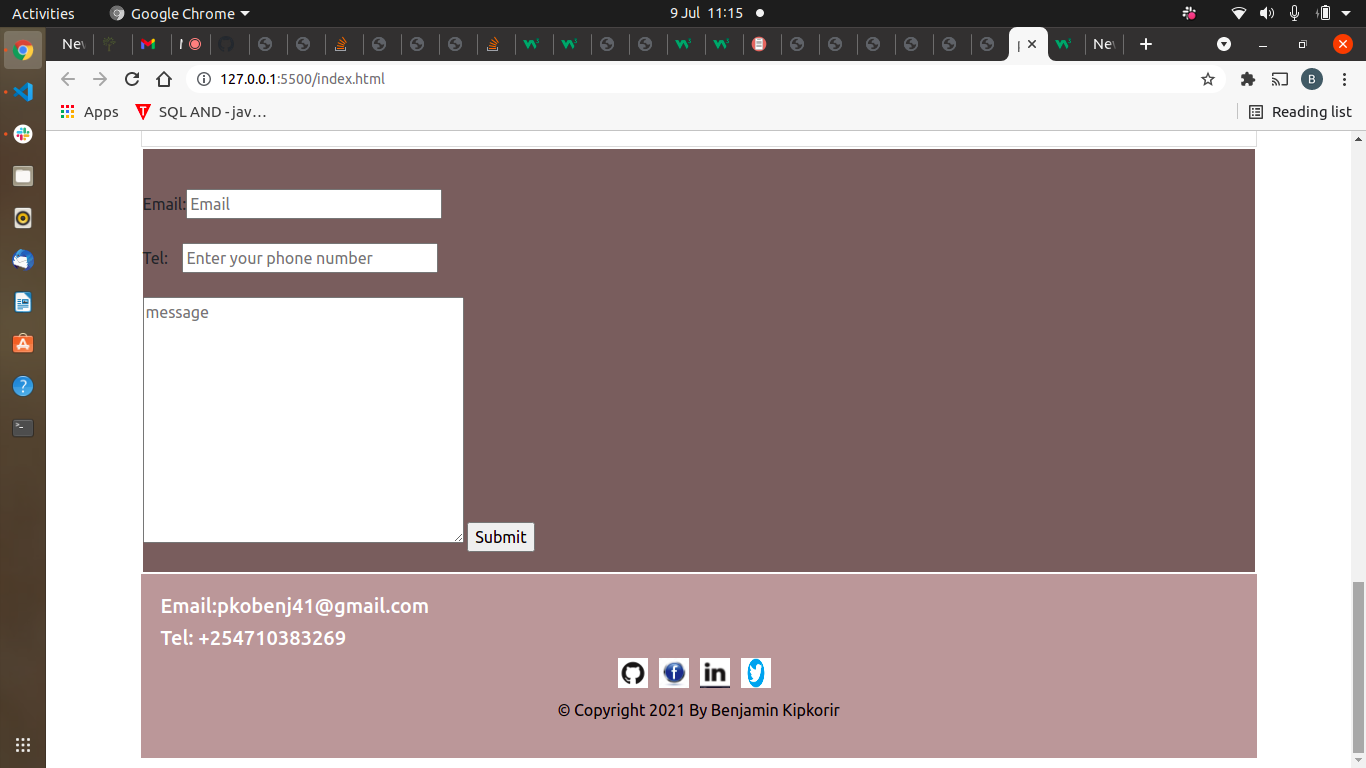 Activities
Google Chrome
9 Jul 11:15
New
127.0.0.1:5500/index.html
B
Apps
SQL AND - jav…
Reading list
Email:
Email
Tel:
Enter your phone number
message
Submit
Email:pkobenj41@gmail.com
Tel: +254710383269
in
© Copyright 2021 By Benjamin Kipkorir